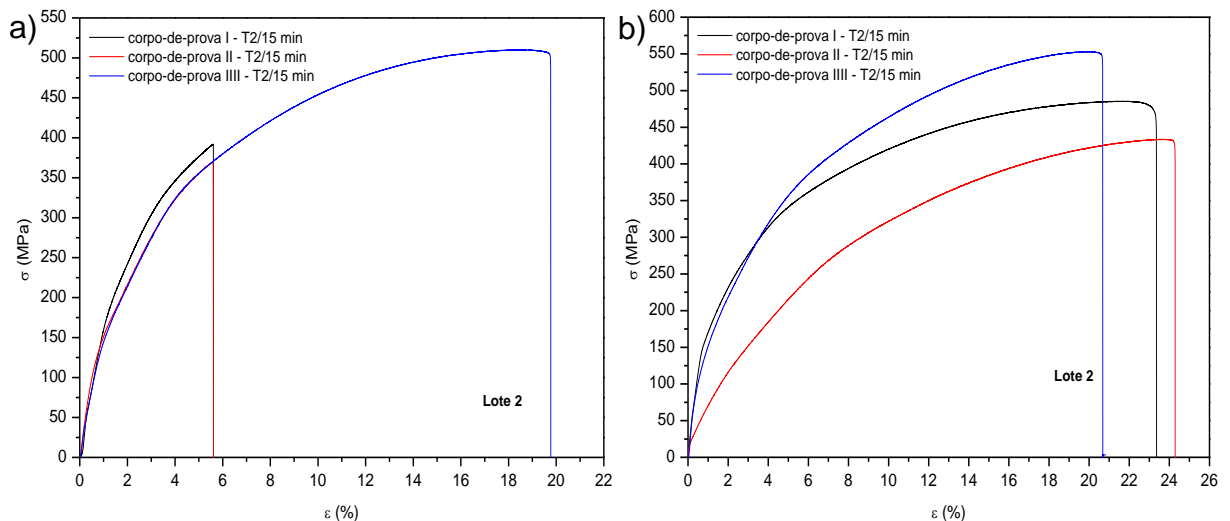 a)
550
500
450
400
350
300
250
200
150
100
50
0
σ (MPa)
corpo-de-prova I - T2/15 min
corpo-de-prova II - T2/15 min
corpo-de-prova IIII - T2/15 min
Lote 2
0 2 4 6 8 10 12 14 16 18 20 22
ε (%)
b)
600
550
500
450
400
350
300
250
200
150
100
50
0
σ (MPa)
corpo-de-prova I - T2/15 min
corpo-de-prova II - T2/15 min
corpo-de-prova IIII - T2/15 min
Lote 2
0 2 4 6 8 10 12 14 16 18 20 22 24 26
ε (%)